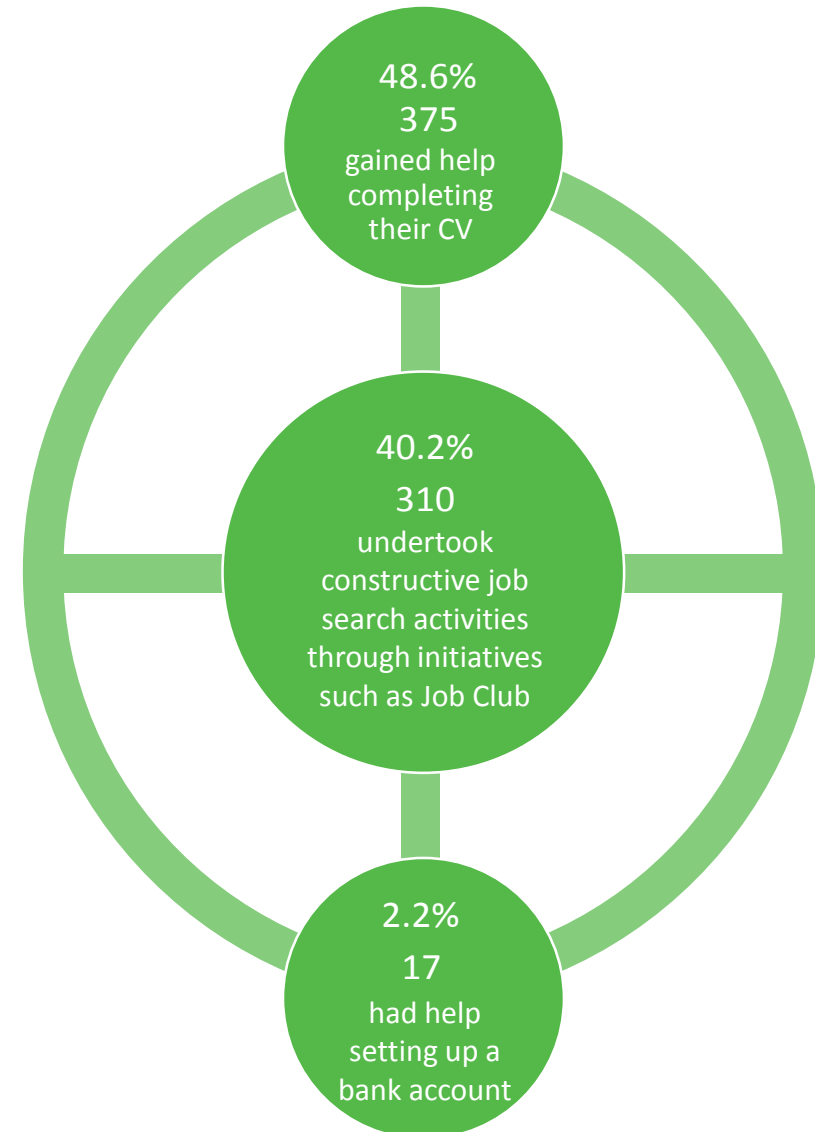 48.6%
375
gained help
completing
their CV
40.2%
310
undertook
constructive job
search activities
through initiatives
such as Job Club
2.2%
17
had help
setting up a
bank account